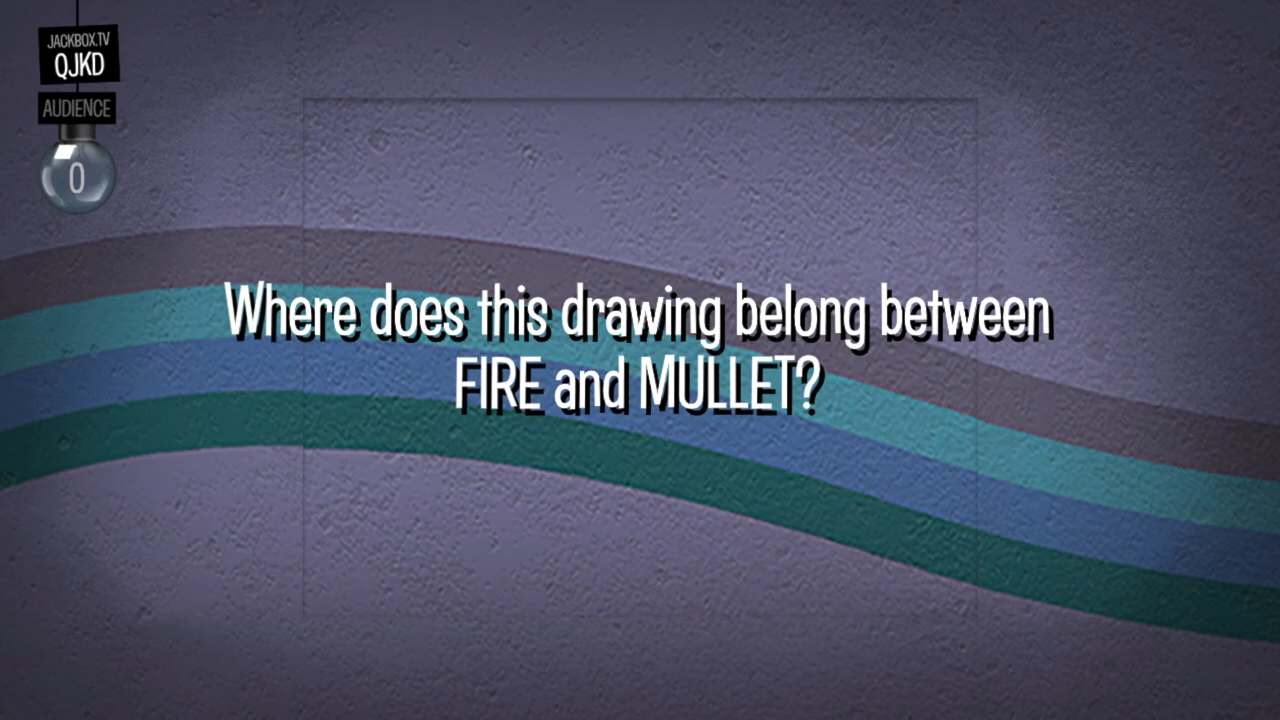 JACKBOX.TV
QJKD
AUDIENCE
0
Where does this drawing belong between
FIRE and MULLET?